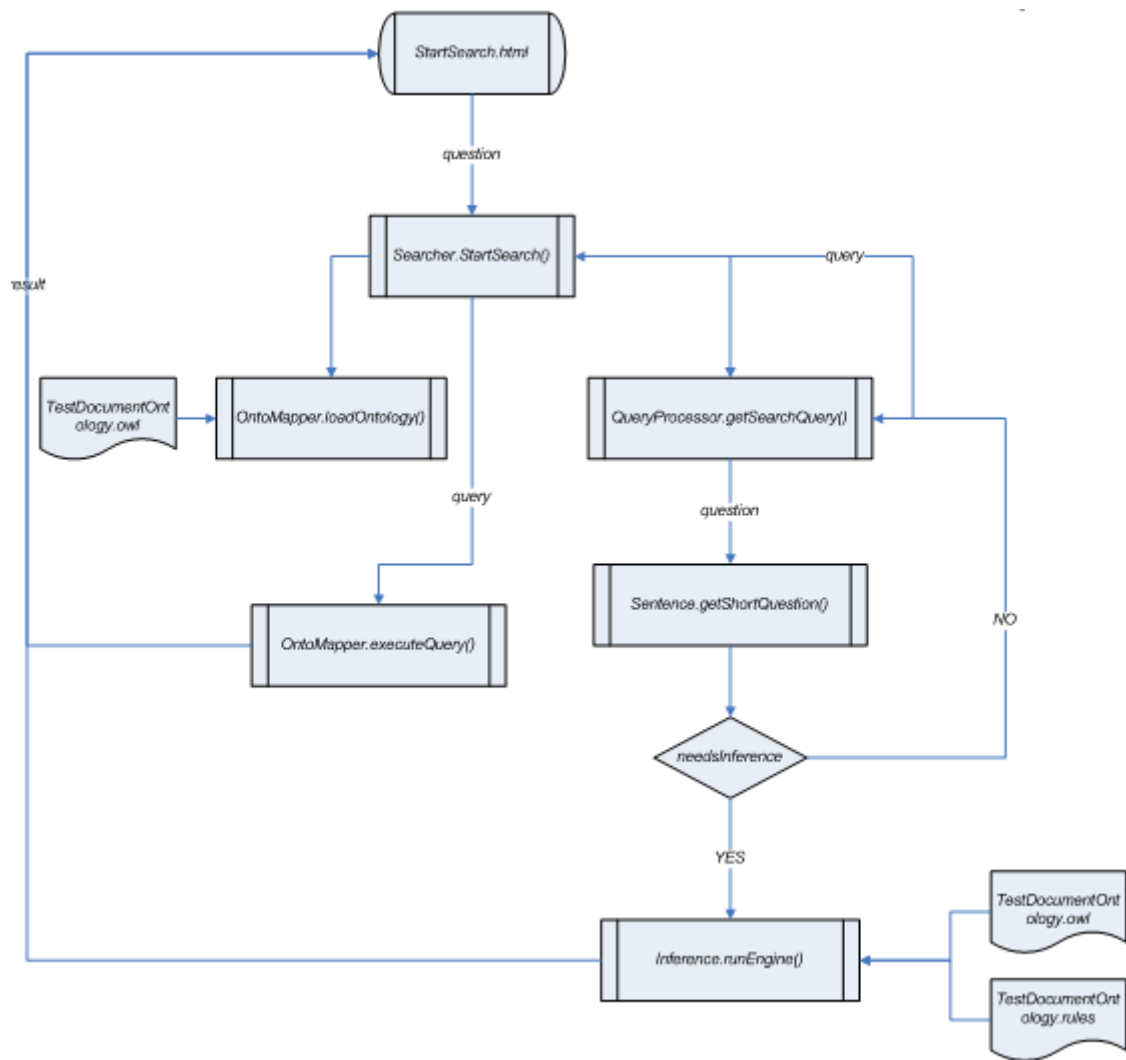 StartSearch.html
question
Searcher.StartSearch()
query
result
TestDocumentOnt
ology.owl
OntoMapper.loadOntology()
QueryProcessor.getSearchQuery()
query
question
Sentence.getShortQuestion()
OntoMapper.executeQuery()
NO
needsInference
YES
TestDocumentOnt
ology.owl
Inference.runEngine()
TestDocumentOnt
ology.rules